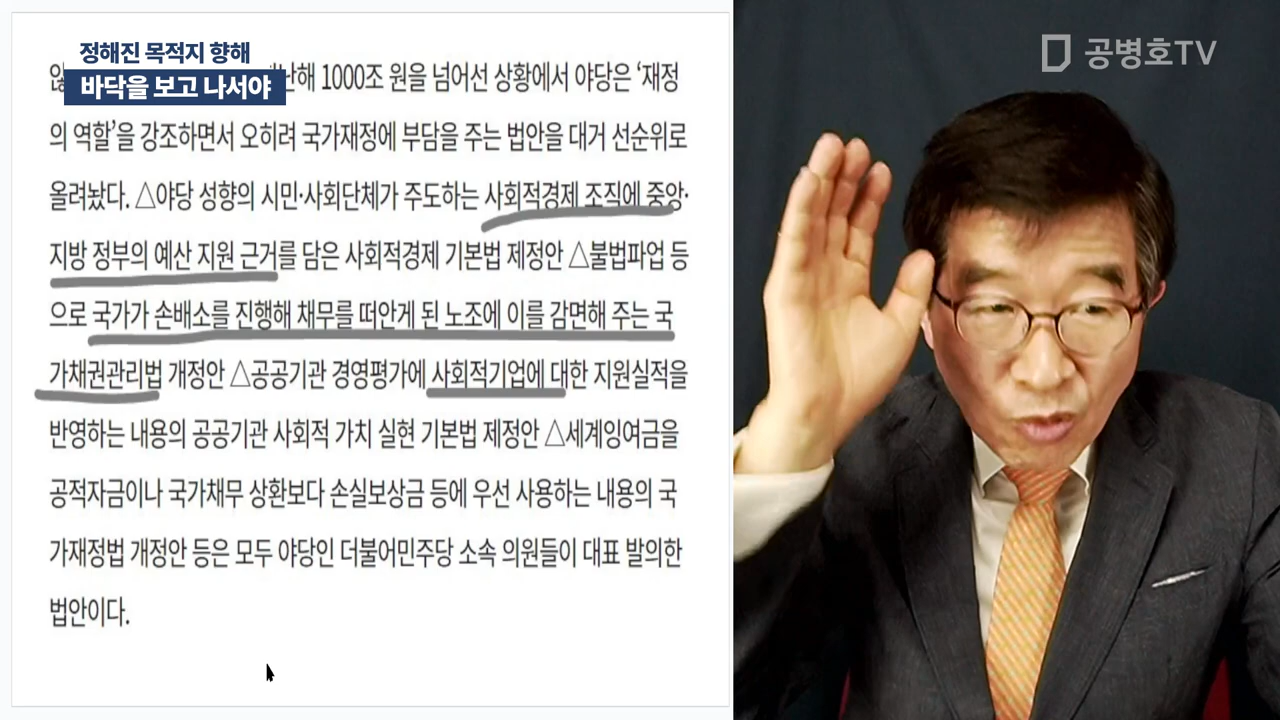 정해진 목적지 향해
바닥을 보고 나서야
공병호TV
않 난해 1000조 원을 넘어선 상황에서 야당은 ‘재정
의 역할’을 강조하면서 오히려 국가재정에 부담을 주는 법안을 대거 선순위로
올려놨다. △야당 성향의 시민·사회단체가 주도하는 사회적경제 조직에 중앙·
지방 정부의 예산 지원 근거를 담은 사회적경제 기본법 제정안 △불법파업 등
으로 국가가 손배소를 진행해 채무를 떠안게 된 노조에 이를 감면해 주는 국
가채권관리법 개정안 △공공기관 경영평가에 사회적기업에 대한 지원실적을
반영하는 내용의 공공기관 사회적 가치 실현 기본법 제정안 △세계잉여금을
공적자금이나 국가채무 상환보다 손실보상금 등에 우선 사용하는 내용의 국
가재정법 개정안 등은 모두 야당인 더불어민주당 소속 의원들이 대표 발의한
법안이다.